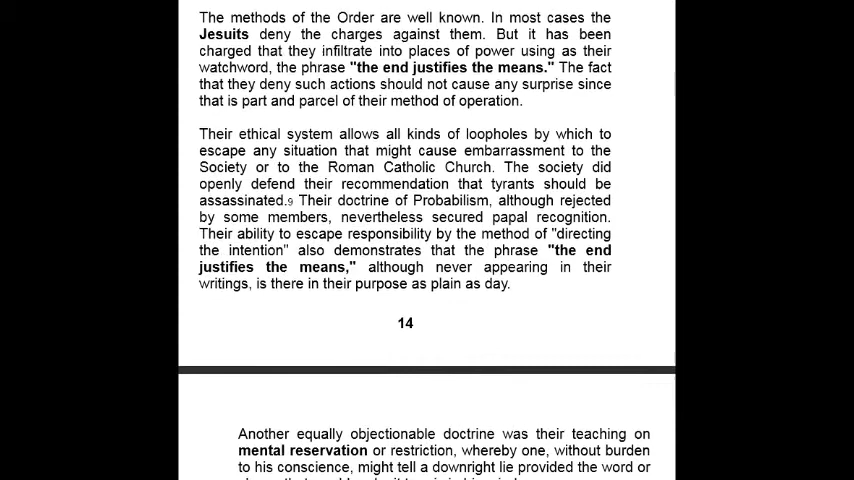 The methods of the Order are well known. In most cases the
Jesuits deny the charges against them. But it has been
charged that they infiltrate into places of power using as their
watchword, the phrase "the end justifies the means." The fact
that they deny such actions should not cause any surprise since
that is part and parcel of their method of operation.
Their ethical system allows all kinds of loopholes by which to
escape any situation that might cause embarrassment to the
Society or to the Roman Catholic Church. The society did
openly defend their recommendation that tyrants should be
assassinated.9 Their doctrine of Probabilism, although rejected
by some members, nevertheless secured papal recognition.
Their ability to escape responsibility by the method of "directing
the intention" also demonstrates that the phrase "the end
justifies the means," although never appearing in their
writings, is there in their purpose as plain as day.
14
Another equally objectionable doctrine was their teaching on
mental reservation or restriction, whereby one, without burden
to his conscience, might tell a downright lie provided the word or